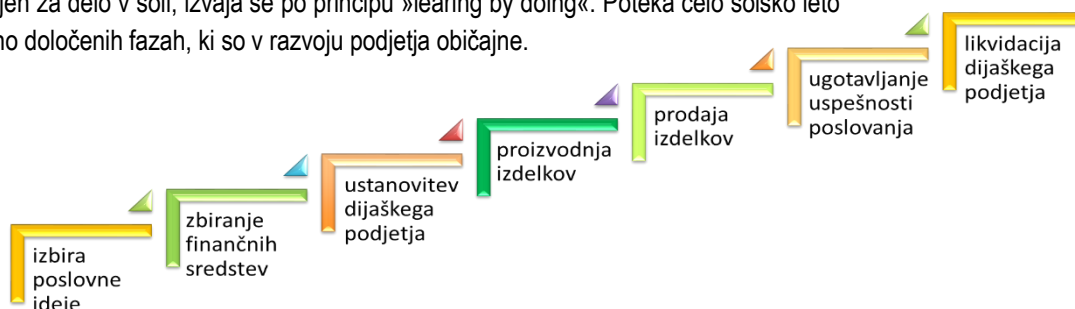 jen za delo v šoli, izvaja se po principu »learing by doing«. Poteka celo šolsko leto
no določenih fazah, ki so v razvoju podjetja običajne.
izbira
poslovne
ideje
zbiranje
finančnih
sredstev
ustanovitev
dijaškega
podjetja
proizvodnja
izdelkov
prodaja
izdelkov
ugotavljanje
uspešnosti
poslovanja
likvidacija
dijaškega
podjetja